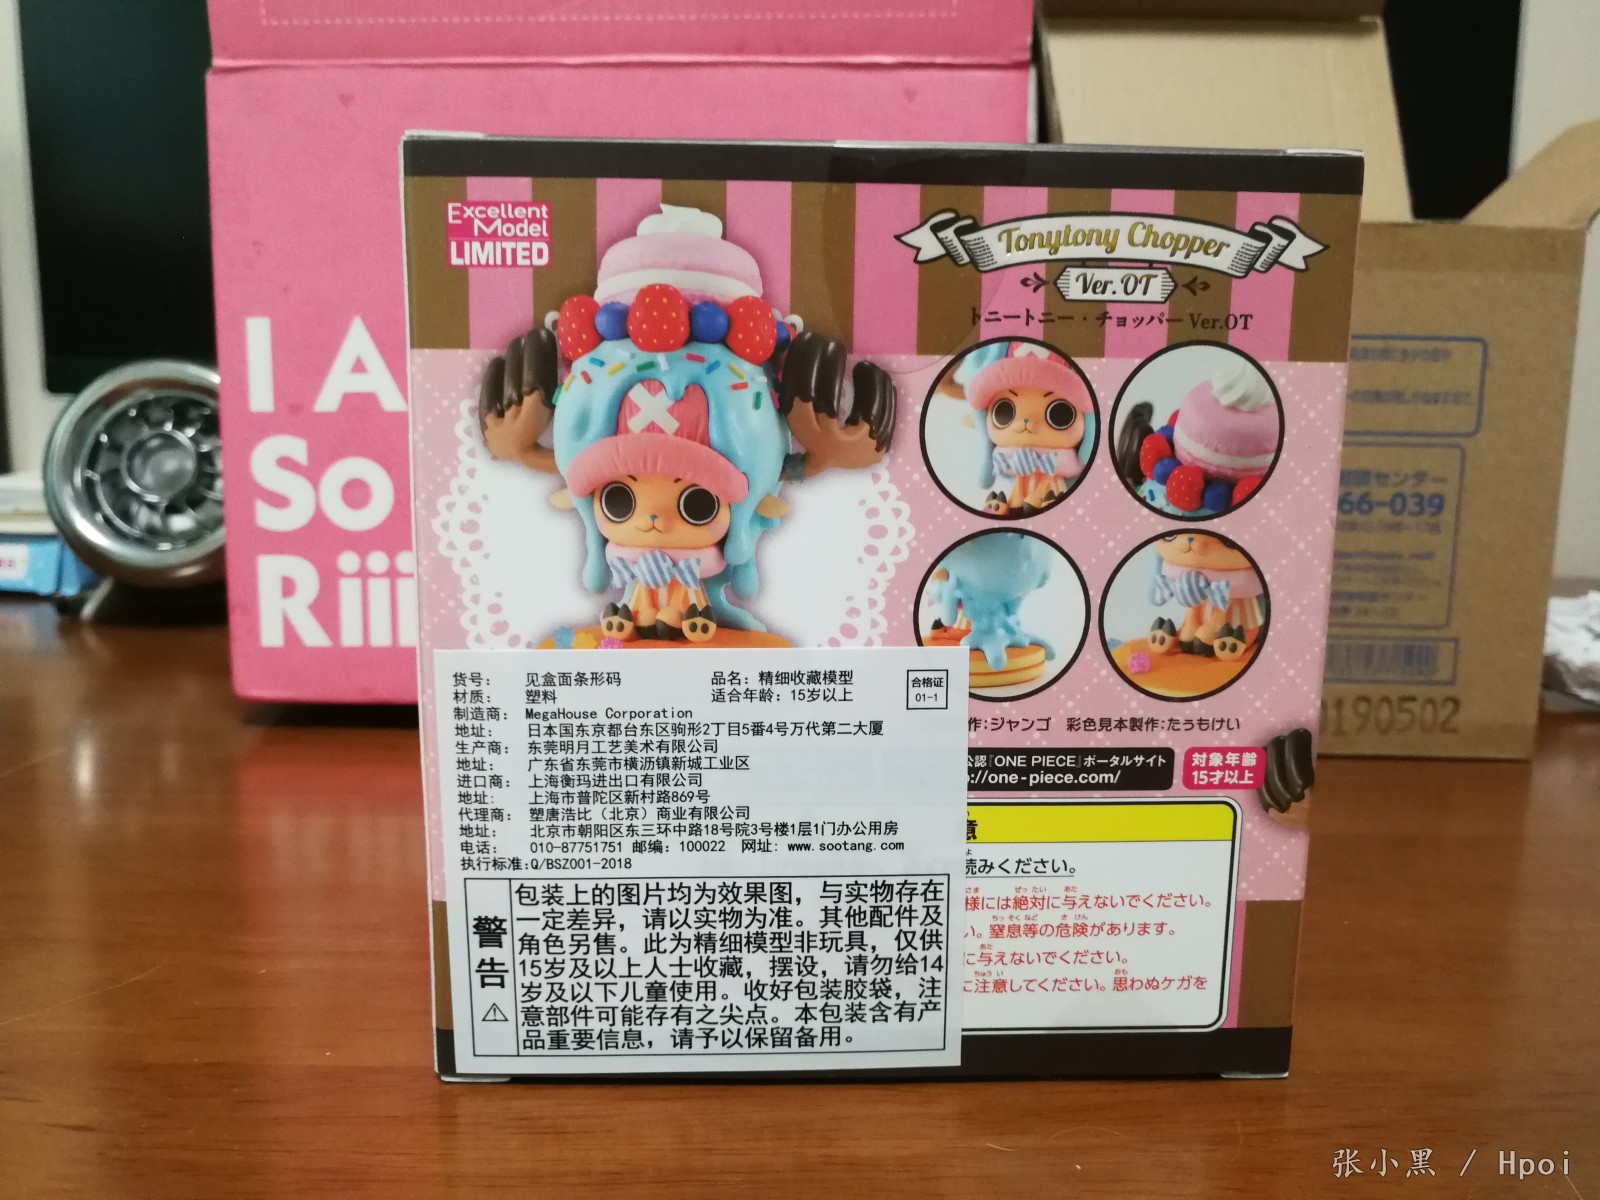 I A
So
Riii
Excellent
Model
LIMITED
Tonytony Chopper
Ver.OT
トニートニー・チョッパー Ver.OT
作:ジャンゴ 彩色見本製作:たうもけい
公認『ONE PIECE』ポータルサイト
://one-piece.com/
対象年齢
15才以上
読みください。
様には絶対に与えないでください。
い。窒息等の危険があります。
に与えないでください。
に注意してください。思わぬケガを
货号: 见盒面条形码 品名: 精细收藏模型
材质: 塑料 适合年龄: 15岁以上
合格证
01-1
制造商: MegaHouse Corporation
地址: 日本国东京都台东区驹形2丁目5番4号万代第二大厦
生产商: 东莞明月工艺美术有限公司
地址: 广东省东莞市横沥镇新城工业区
进口商: 上海衡玛进出口有限公司
地址: 上海市普陀区新村路869号
代理商: 塑唐浩比（北京）商业有限公司
地址: 北京市朝阳区东三环中路18号院3号楼1层1门办公用房
电话: 010-87751751 邮编: 100022 网址: www.sootang.com
执行标准:Q/BSZ001-2018
警告
包装上的图片均为效果图，与实物存在
一定差异，请以实物为准。其他配件及
角色另售。此为精细模型非玩具，仅供
15岁及以上人士收藏，摆设，请勿给14
岁及以下儿童使用。收好包装胶袋，注
意部件可能存有之尖点。本包装含有产
品重要信息，请予以保留备用。
センター
66-039
190502
张小黑 / Hpoi